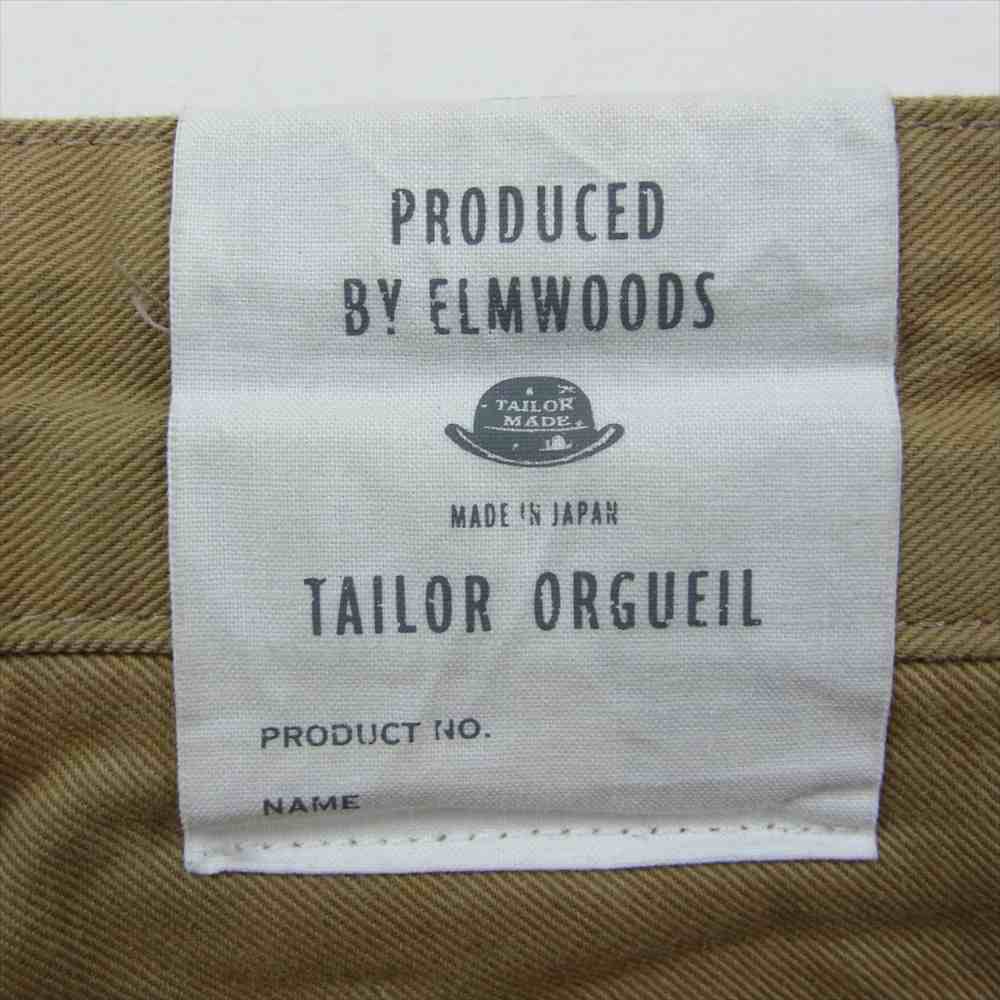 PRODUCED
BY ELMWOODS
TAILOR
MADE
MADE IN JAPAN
TAILOR ORGUEIL
PRODUCT NO.
NAME